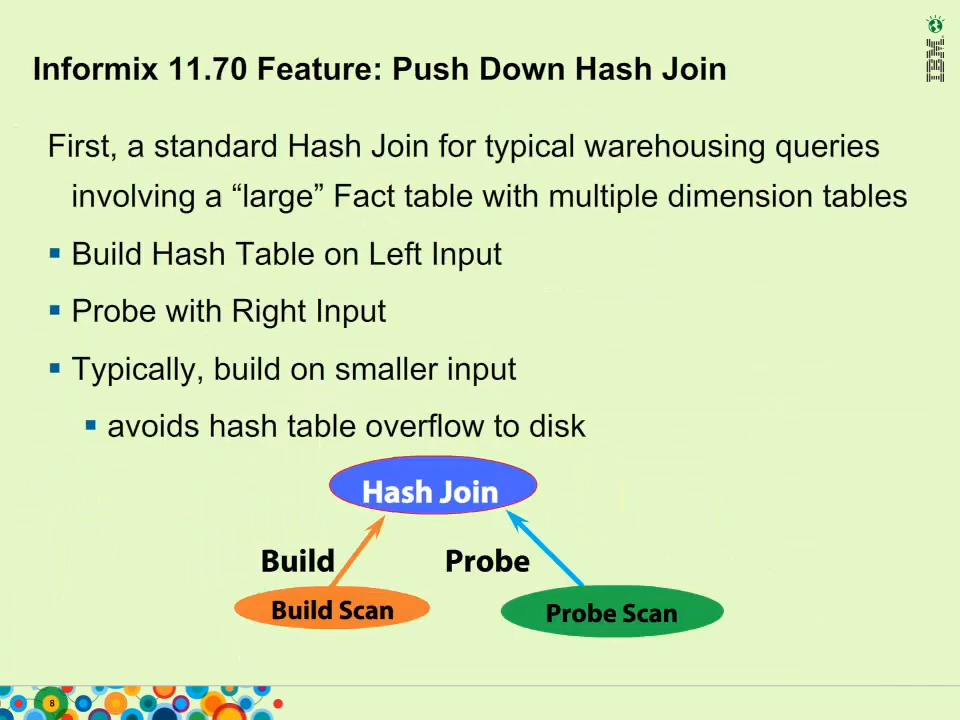 IBM
Informix 11.70 Feature: Push Down Hash Join
First, a standard Hash Join for typical warehousing queries
involving a “large” Fact table with multiple dimension tables
Build Hash Table on Left Input
Probe with Right Input
Typically, build on smaller input
avoids hash table overflow to disk
Hash Join
Build Probe
Build Scan Probe Scan
8